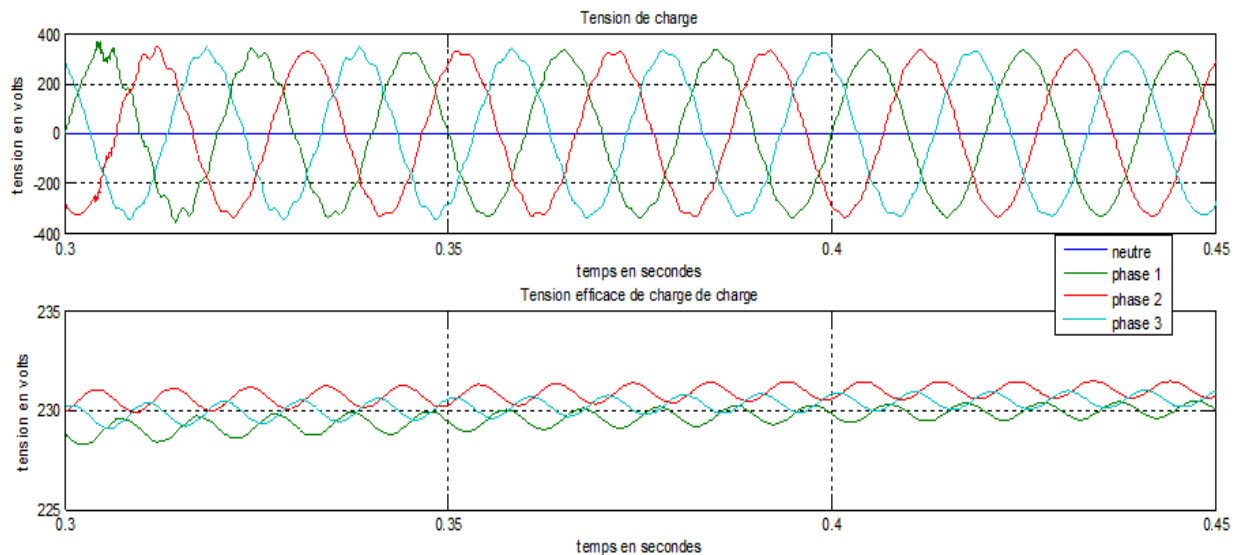 Tension de charge
tension en volts
400
200
0
-200
-400
0.3
0.35
0.4
0.45
temps en secondes
neutre
phase 1
phase 2
phase 3
Tension efficace de charge de charge
tension en volts
235
230
225
0.3
0.35
0.4
0.45
temps en secondes